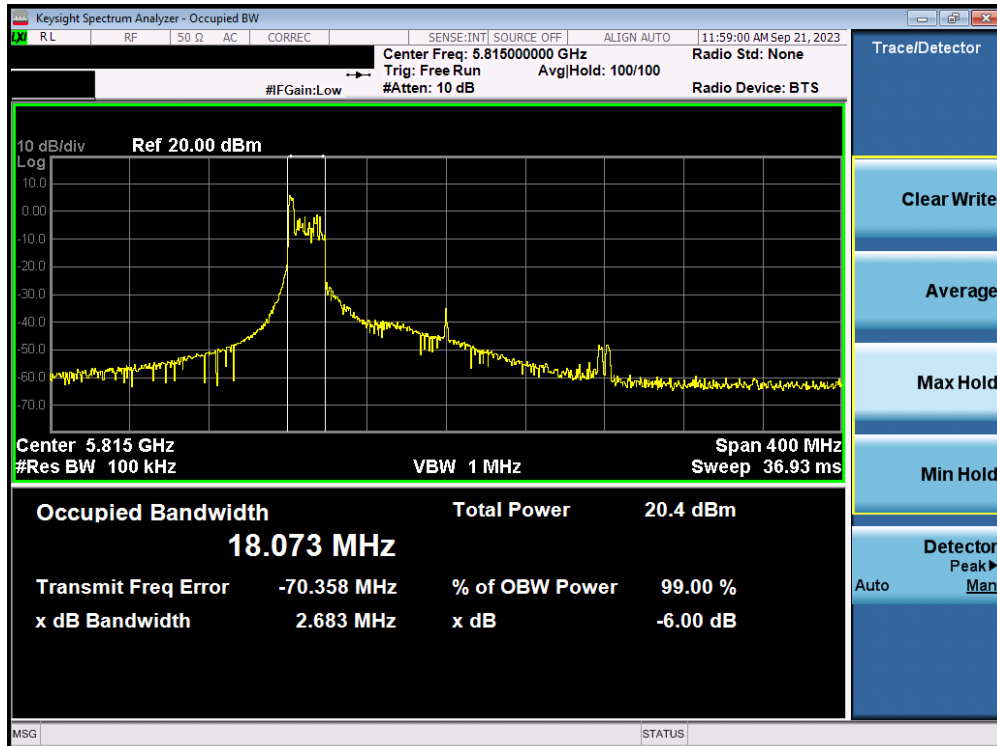 Keysight Spectrum Analyzer - Occupied BW
LXI RL RF 50 Ω AC CORREC SENSE:INT SOURCE OFF ALIGN AUTO 11:59:00 AM Sep 21, 2023
Center Freq: 5.815000000 GHz Radio Std: None
Trig: Free Run Avg|Hold: 100/100
#IFGain:Low #Atten: 10 dB Radio Device: BTS
Trace/Detector
10 dB/div Ref 20.00 dBm
Log
10.0
0.00
-10.0
-20.0
-30.0
-40.0
-50.0
-60.0
-70.0
Center 5.815 GHz Span 400 MHz
#Res BW 100 kHz VBW 1 MHz Sweep 36.93 ms
Clear Write
Average
Max Hold
Min Hold
Detector
Peak▶
Auto Man
Occupied Bandwidth Total Power 20.4 dBm
18.073 MHz
Transmit Freq Error -70.358 MHz % of OBW Power 99.00 %
x dB Bandwidth 2.683 MHz x dB -6.00 dB
MSG STATUS